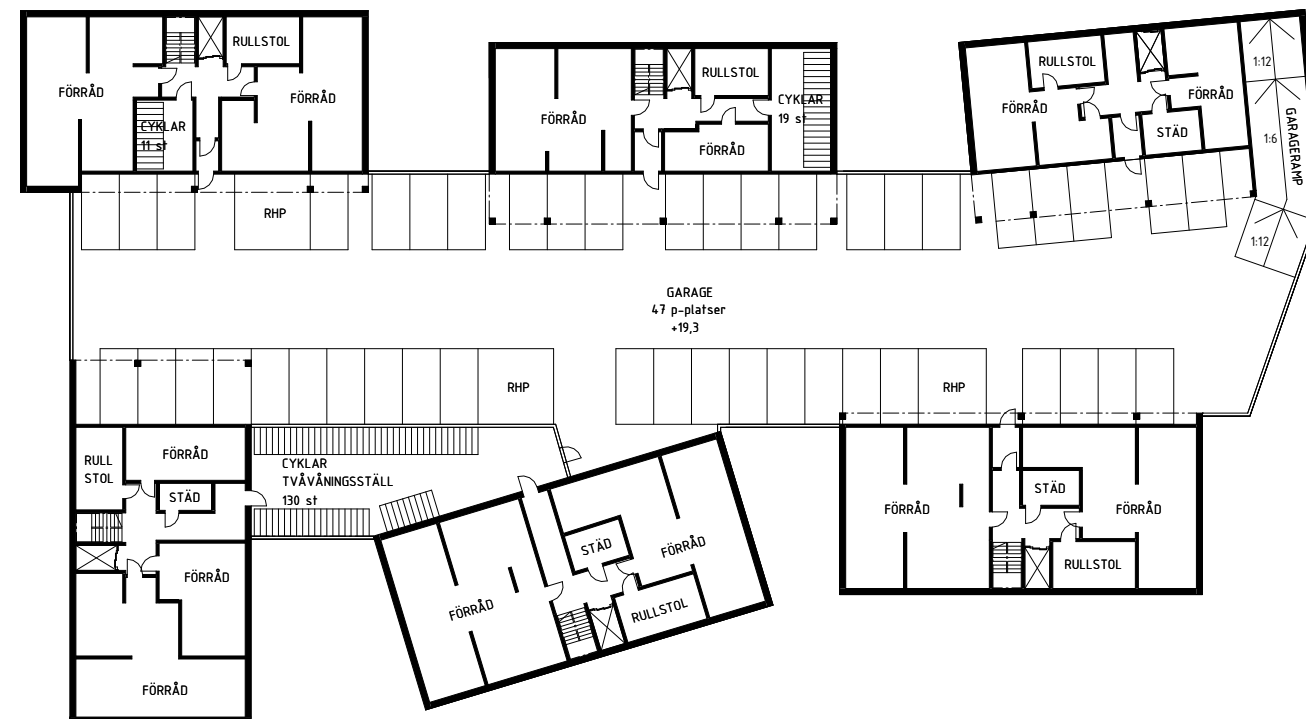 RULLSTOL
FÖRRÅD
FÖRRÅD
CYKLAR
11 st
RHP
RULLSTOL
CYKLAR
19 st
FÖRRÅD
FÖRRÅD
RULLSTOL
FÖRRÅD
FÖRRÅD
STÄD
1:12
1:6
GARAGERAMP
1:12
GARAGE
47 p-platser
+19,3
RHP
RHP
RULL
STOL
FÖRRÅD
STÄD
CYKLAR
TVÅVÅNINGSSTÄLL
130 st
FÖRRÅD
FÖRRÅD
STÄD
FÖRRÅD
FÖRRÅD
RULLSTOL
STÄD
FÖRRÅD
FÖRRÅD
RULLSTOL